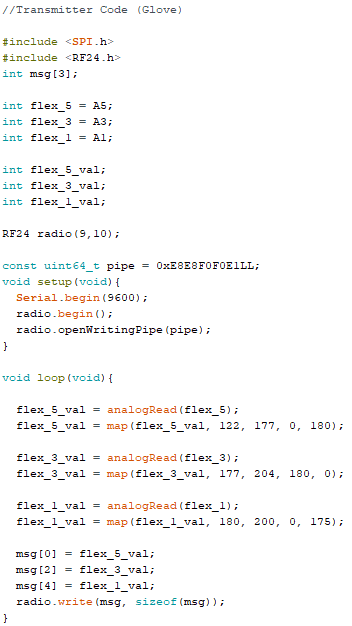 //Transmitter Code (Glove)
#include <SPI.h>
#include <RF24.h>
int msg[3];
int flex_5 = A5;
int flex_3 = A3;
int flex_1 = A1;
int flex_5_val;
int flex_3_val;
int flex_1_val;
RF24 radio(9,10);
const uint64_t pipe = 0xE8E8F0F0E1LL;
void setup(void){
  Serial.begin(9600);
  radio.begin();
  radio.openWritingPipe(pipe);
}
void loop(void){
  flex_5_val = analogRead(flex_5);
  flex_5_val = map(flex_5_val, 122, 177, 0, 180);
  flex_3_val = analogRead(flex_3);
  flex_3_val = map(flex_3_val, 177, 204, 180, 0);
  flex_1_val = analogRead(flex_1);
  flex_1_val = map(flex_1_val, 180, 200, 0, 175);
  msg[0] = flex_5_val;
  msg[2] = flex_3_val;
  msg[4] = flex_1_val;
  radio.write(msg, sizeof(msg));
}